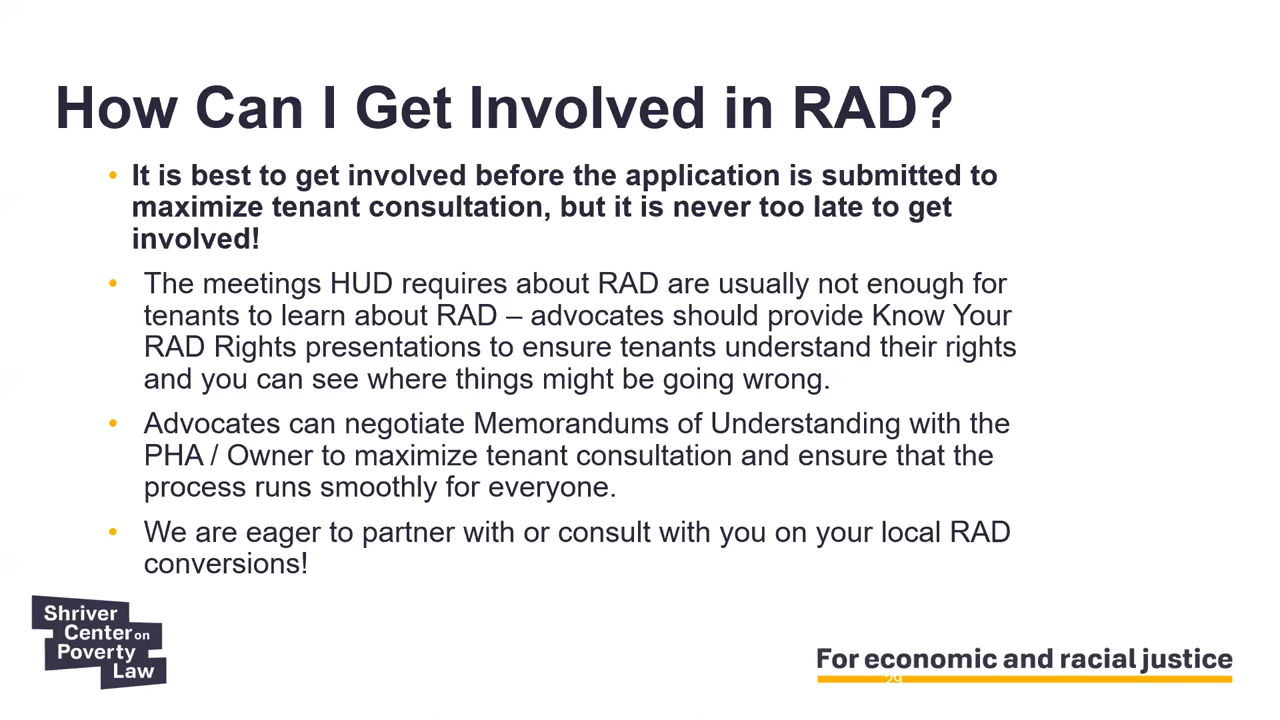 How Can I Get Involved in RAD?
• It is best to get involved before the application is submitted to
maximize tenant consultation, but it is never too late to get
involved!
• The meetings HUD requires about RAD are usually not enough for
tenants to learn about RAD – advocates should provide Know Your
RAD Rights presentations to ensure tenants understand their rights
and you can see where things might be going wrong.
• Advocates can negotiate Memorandums of Understanding with the
PHA / Owner to maximize tenant consultation and ensure that the
process runs smoothly for everyone.
• We are eager to partner with or consult with you on your local RAD
conversions!
Shriver
Center on
Poverty
Law
For economic and racial justice
29